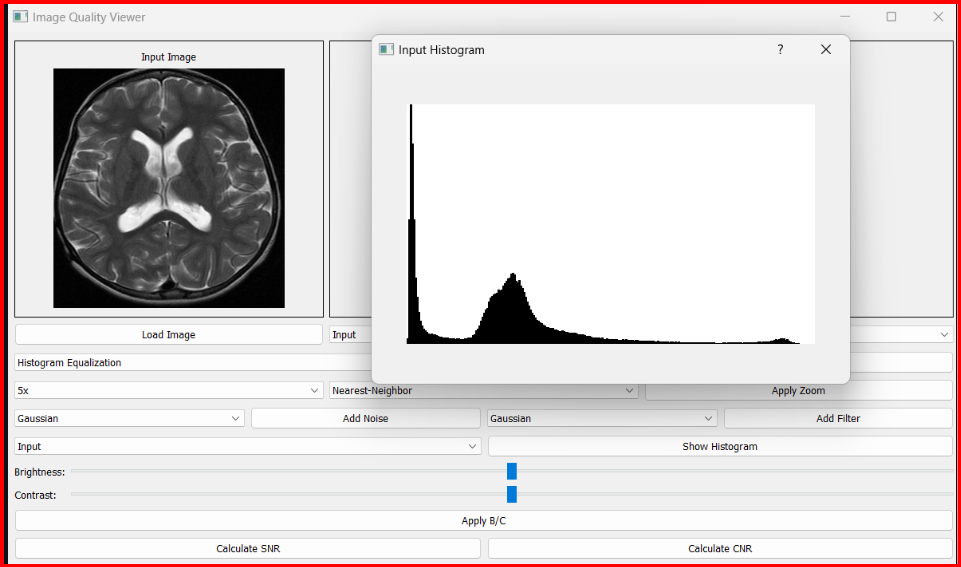 Image Quality Viewer
Input Image
Input Histogram
?
Load Image
Input
Histogram Equalization
5x
Nearest-Neighbor
Apply Zoom
Gaussian
Add Noise
Gaussian
Add Filter
Input
Show Histogram
Brightness:
Contrast:
Apply B/C
Calculate SNR
Calculate CNR